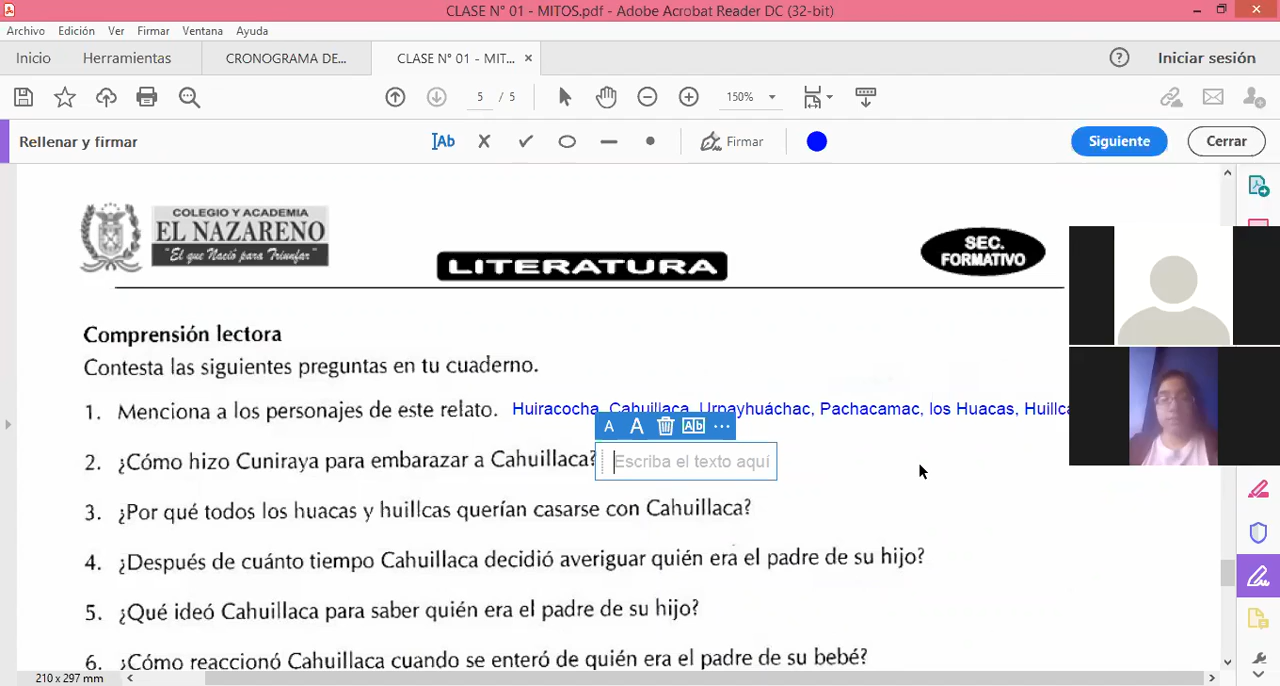 CLASE N° 01 - MITOS.pdf - Adobe Acrobat Reader DC (32-bit)
Archivo Edición Ver Firmar Ventana Ayuda
Inicio Herramientas CRONOGRAMA DE... CLASE N° 01 - MIT... × Iniciar sesión
5 / 5 150%
Rellenar y firmar Ab Firmar Siguiente Cerrar
COLEGIO Y ACADEMIA
EL NAZARENO
"El que Nació para Triunfar"
LITERATURA
SEC.
FORMATIVO
Comprensión lectora
Contesta las siguientes preguntas en tu cuaderno.
1. Menciona a los personajes de este relato. Huiracocha, Cahuillaca, Urpayhuáchac, Pachacamac, los Huacas, Huillca
A A Ab ...
2. ¿Cómo hizo Cuniraya para embarazar a Cahuillaca? Escriba el texto aquí
3. ¿Por qué todos los huacas y huillcas querían casarse con Cahuillaca?
4. ¿Después de cuánto tiempo Cahuillaca decidió averiguar quién era el padre de su hijo?
5. ¿Qué ideó Cahuillaca para saber quién era el padre de su hijo?
6. ¿Cómo reaccionó Cahuillaca cuando se enteró de quién era el padre de su bebé?
210 x 297 mm